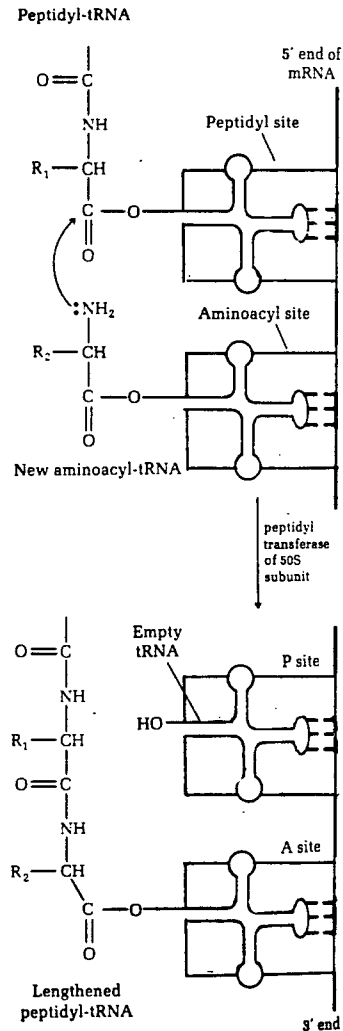 Peptidyl-tRNA
5' end of
mRNA
O=C
NH
Peptidyl site
R1—CH
C—O
O
:NH2
Aminoacyl site
R2—CH
C—O
O
New aminoacyl-tRNA
peptidyl
transferase
of 50S
subunit
O=C
Empty
tRNA
P site
NH
HO
R1—CH
O=C
NH
A site
R2—CH
C—O
O
Lengthened
peptidyl-tRNA
3' end